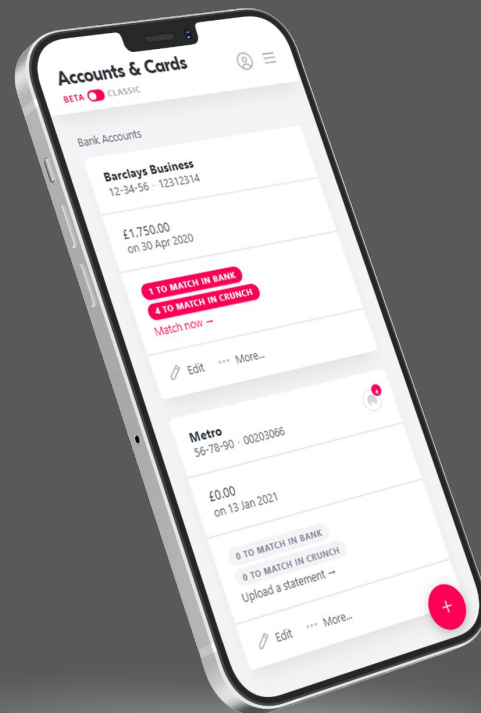 Accounts & Cards
BETA CLASSIC
Bank Accounts
Barclays Business
12-34-56 · 12312314
£1,750.00
on 30 Apr 2020
1 TO MATCH IN BANK
4 TO MATCH IN CRUNCH
Match now →
Edit ··· More...
Metro
56-78-90 · 00203066
£0.00
on 13 Jan 2021
0 TO MATCH IN BANK
0 TO MATCH IN CRUNCH
Upload a statement →
Edit ··· More...